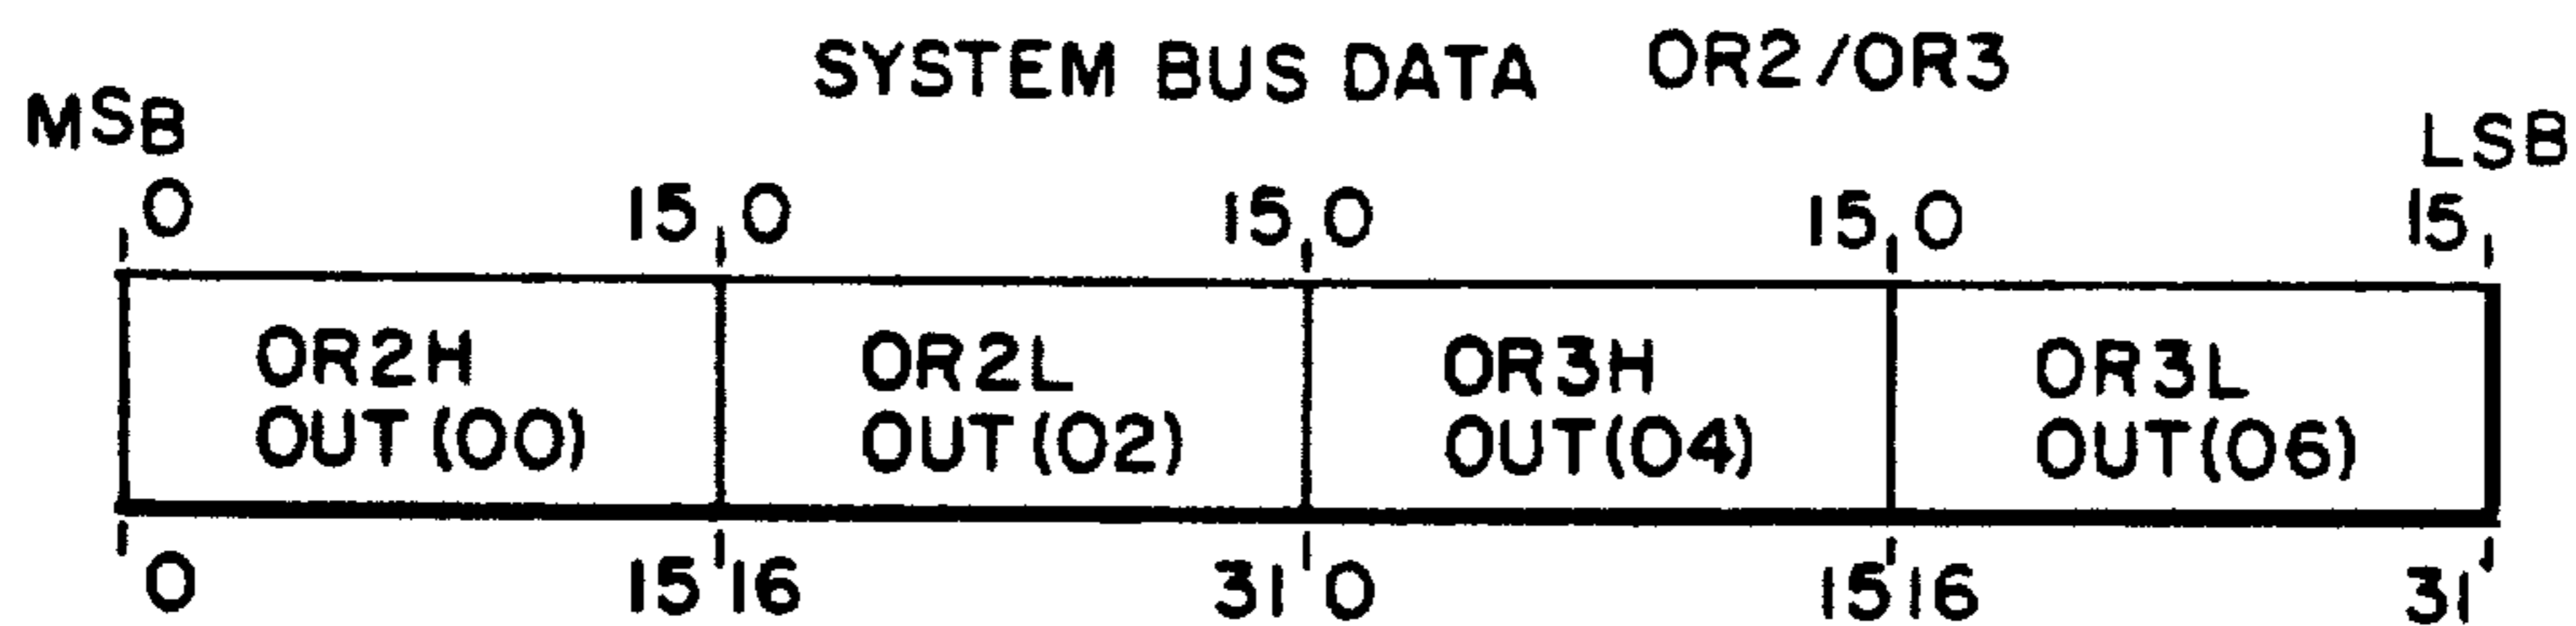 SYSTEM BUS DATA OR2/OR3
MSB LSB
0 15 0 15 0 15 0 15
OR2H OR2L OR3H OR3L
OUT(00) OUT(02) OUT(04) OUT(06)
0 15 16 31 0 15 16 31